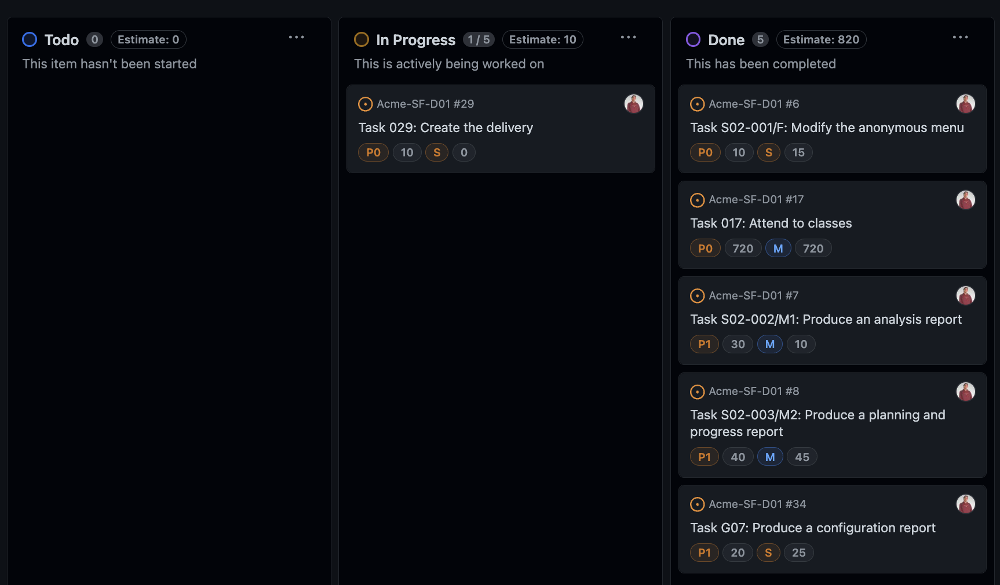 Todo 0 Estimate: 0
This item hasn't been started
In Progress 1 / 5 Estimate: 10
This is actively being worked on
Acme-SF-D01 #29
Task 029: Create the delivery
P0 10 S 0
Done 5 Estimate: 820
This has been completed
Acme-SF-D01 #6
Task S02-001/F: Modify the anonymous menu
P0 10 S 15
Acme-SF-D01 #17
Task 017: Attend to classes
P0 720 M 720
Acme-SF-D01 #7
Task S02-002/M1: Produce an analysis report
P1 30 M 10
Acme-SF-D01 #8
Task S02-003/M2: Produce a planning and
progress report
P1 40 M 45
Acme-SF-D01 #34
Task G07: Produce a configuration report
P1 20 S 25